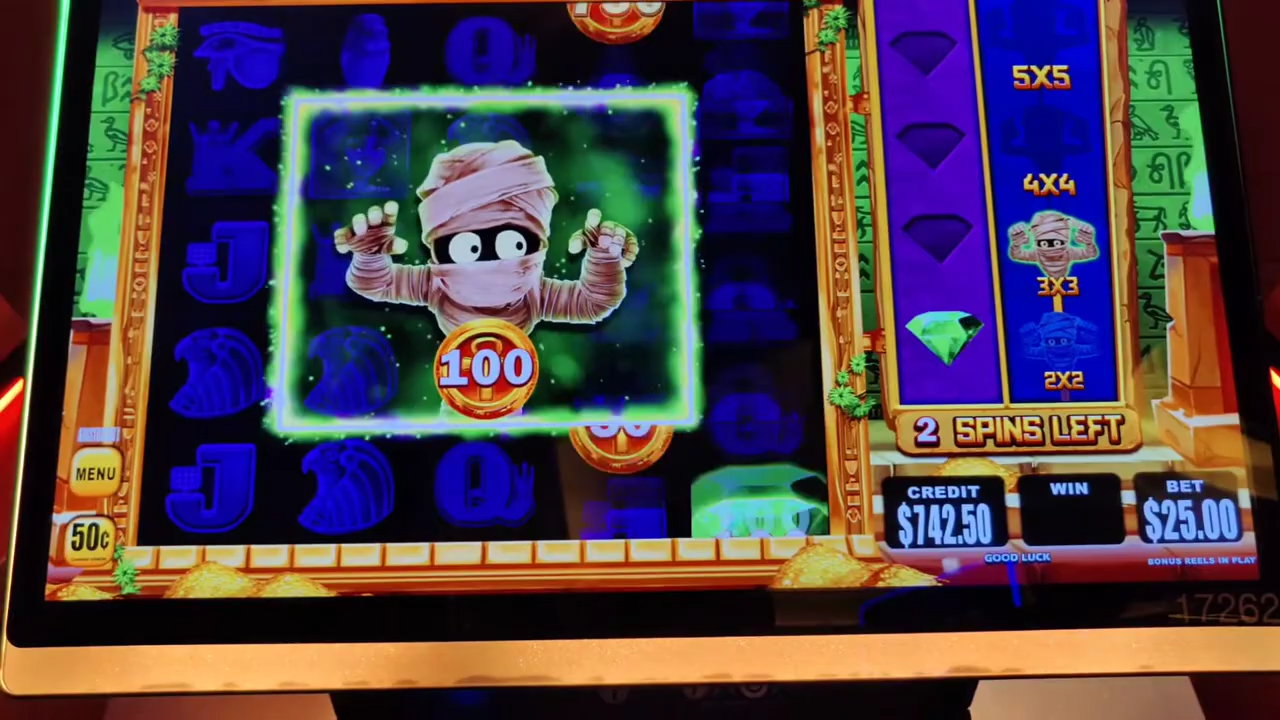 Q
5X5
K
4X4
J
3X3
100
2X2
2 SPINS LEFT
MENU
CREDIT
WIN
BET
J
Q
50¢
$742.50
$25.00
GOOD LUCK
BONUS REELS IN PLAY
17262